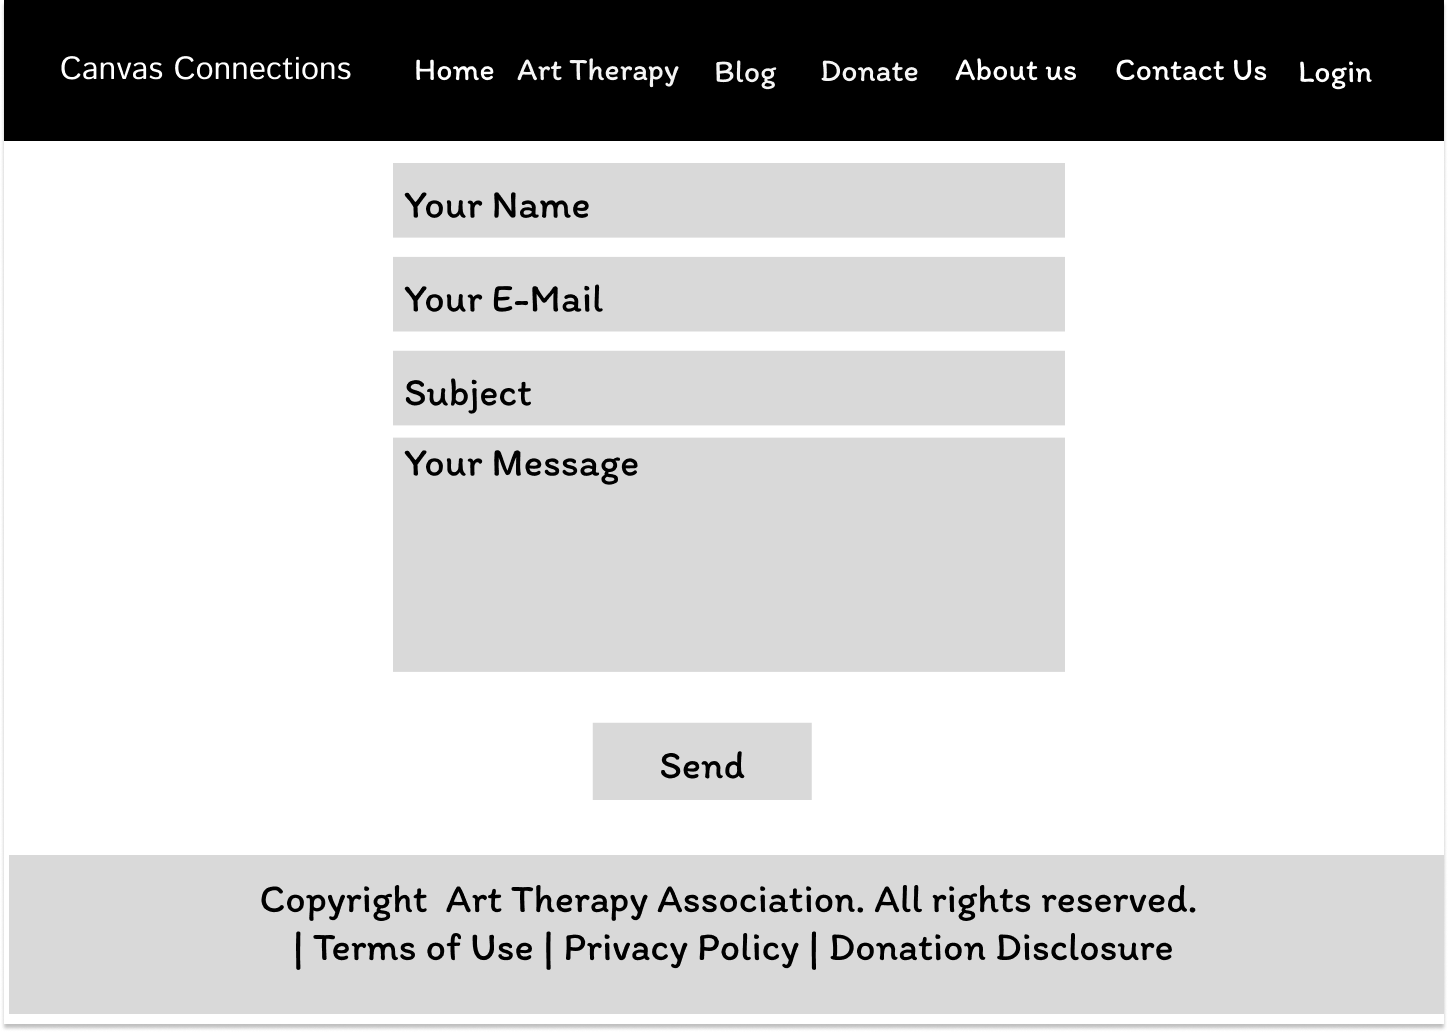 Canvas Connections Home Art Therapy Blog Donate About us Contact Us Login
Your Name
Your E-Mail
Subject
Your Message
Send
Copyright Art Therapy Association. All rights reserved.
| Terms of Use | Privacy Policy | Donation Disclosure